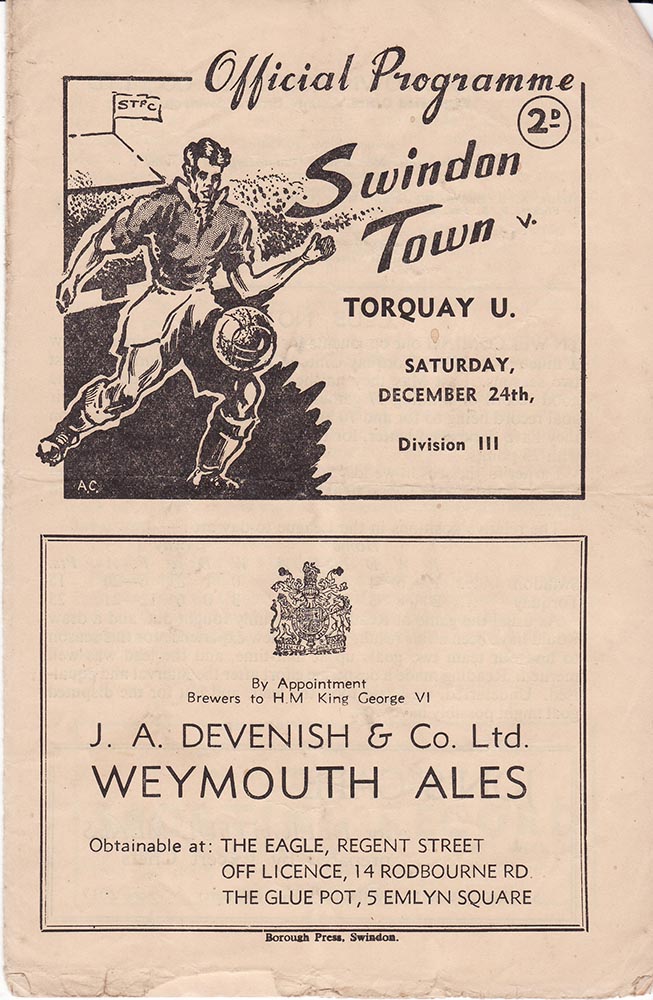 Official Programme
2D
STFC
Swindon
Town v.
TORQUAY U.
SATURDAY,
DECEMBER 24th,
Division III
A.C.
By Appointment
Brewers to H.M King George VI
J. A. DEVENISH & Co. Ltd.
WEYMOUTH ALES
Obtainable at: THE EAGLE, REGENT STREET
OFF LICENCE, 14 RODBOURNE RD.
THE GLUE POT, 5 EMLYN SQUARE
Borough Press, Swindon.